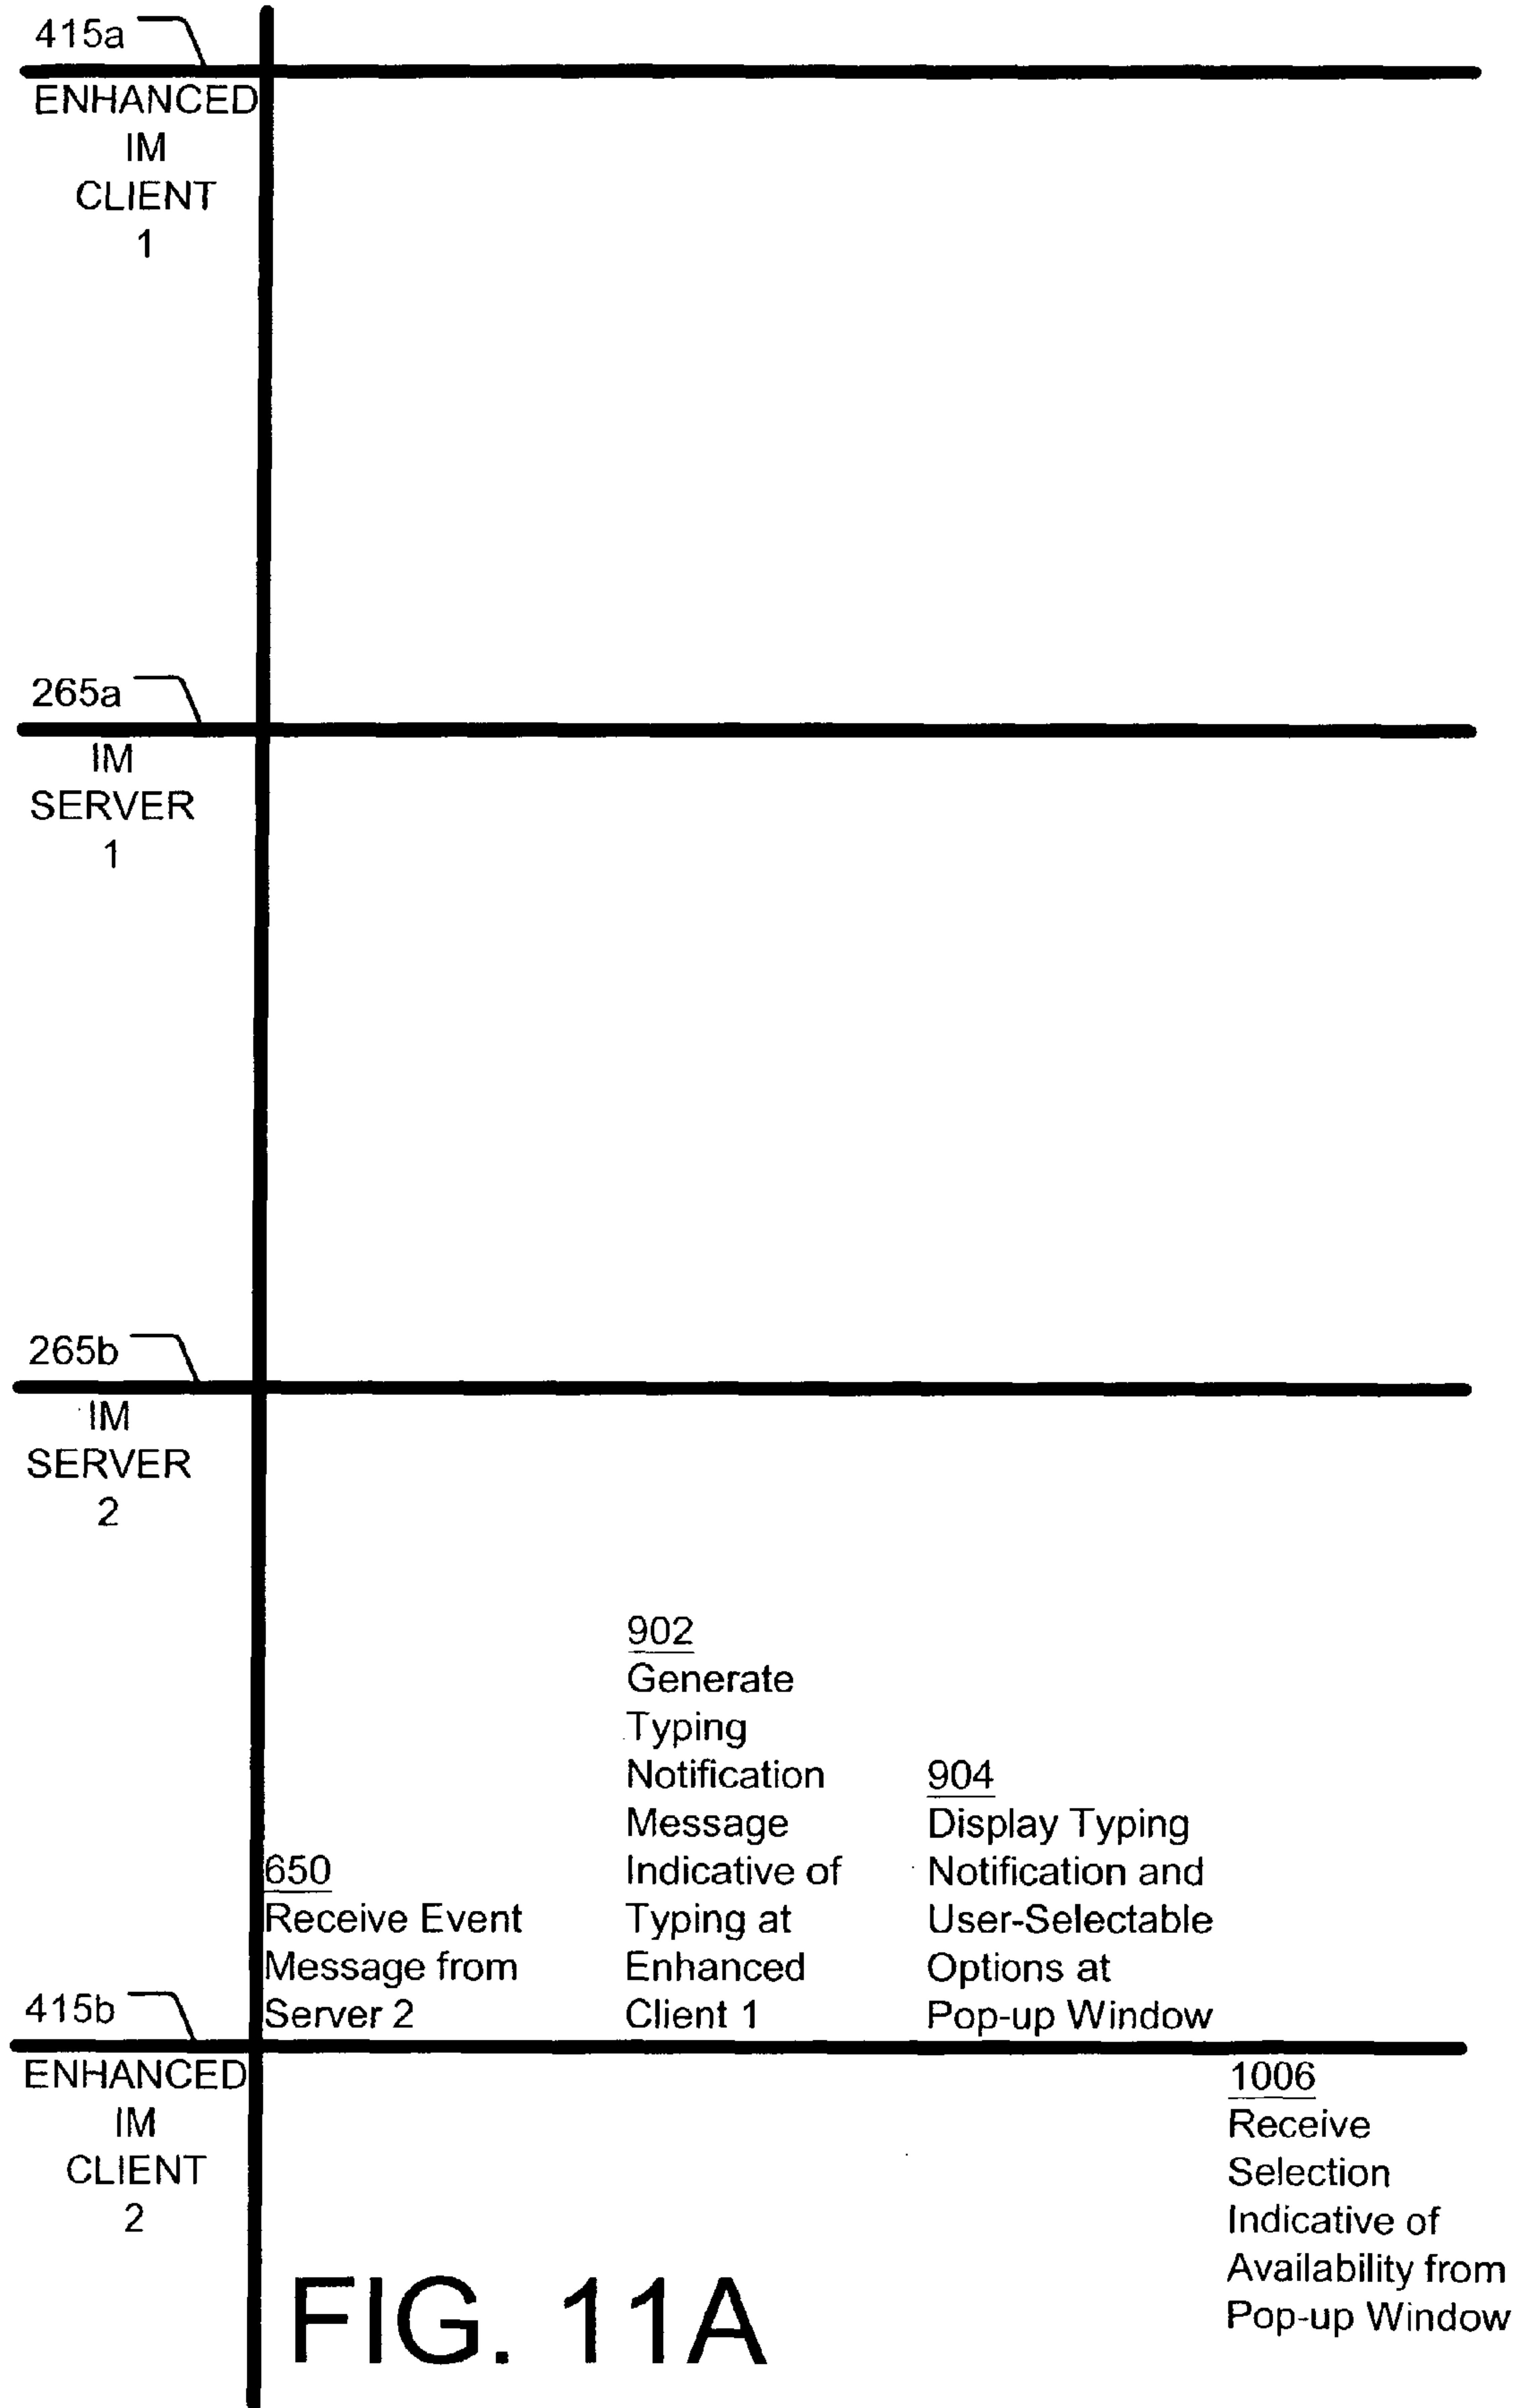 415a
ENHANCED
IM
CLIENT
1
265a
IM
SERVER
1
265b
IM
SERVER
2
650
Receive Event
Message from
Server 2
902
Generate
Typing
Notification
Message
Indicative of
Typing at
Enhanced
Client 1
904
Display Typing
Notification and
User-Selectable
Options at
Pop-up Window
415b
ENHANCED
IM
CLIENT
2
1006
Receive
Selection
Indicative of
Availability from
Pop-up Window
FIG. 11A